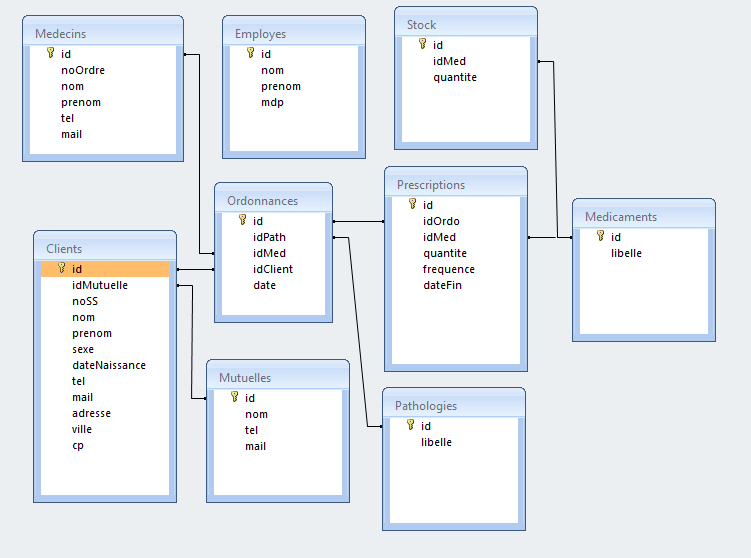 Medecins
id
noOrdre
nom
prenom
tel
mail
Employes
id
nom
prenom
mdp
Stock
id
idMed
quantite
Ordonnances
id
idPath
idMed
idClient
date
Prescriptions
id
idOrdo
idMed
quantite
frequence
dateFin
Medicaments
id
libelle
Clients
id
idMutuelle
noSS
nom
prenom
sexe
dateNaissance
tel
mail
adresse
ville
cp
Mutuelles
id
nom
tel
mail
Pathologies
id
libelle